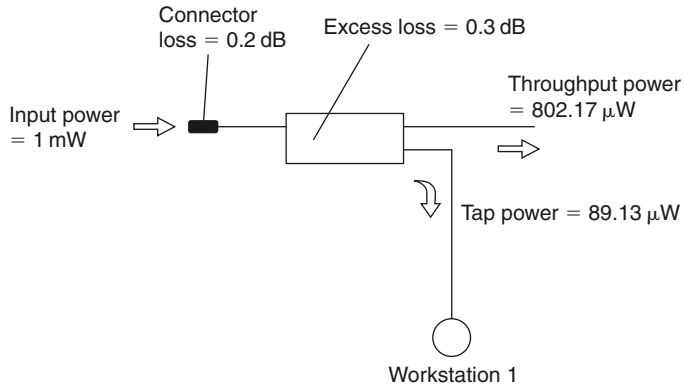 Connector
loss = 0.2 dB
Excess loss = 0.3 dB
Throughput power
= 802.17 μW
Input power
= 1 mW
Tap power = 89.13 μW
Workstation 1